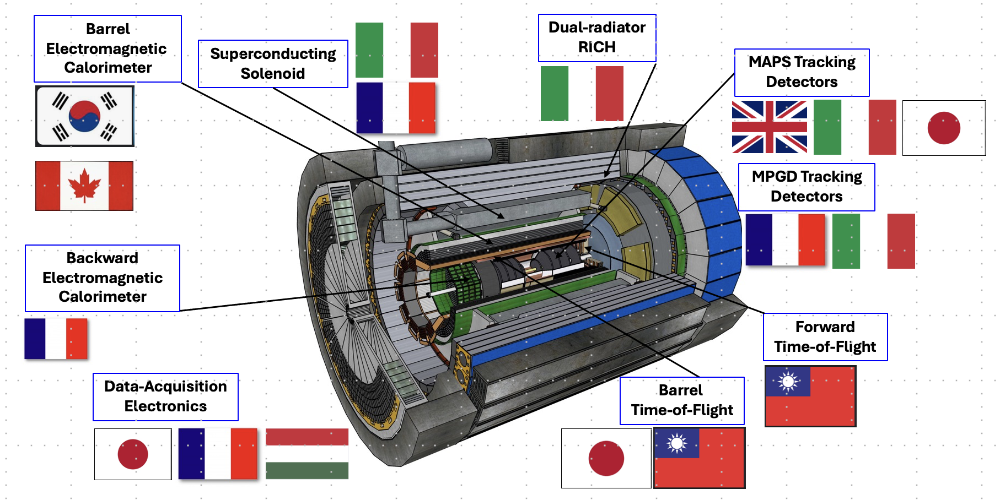 Barrel
Electromagnetic
Calorimeter
Superconducting
Solenoid
Dual-radiator
RICH
MAPS Tracking
Detectors
MPGD Tracking
Detectors
Backward
Electromagnetic
Calorimeter
Forward
Time-of-Flight
Data-Acquisition
Electronics
Barrel
Time-of-Flight